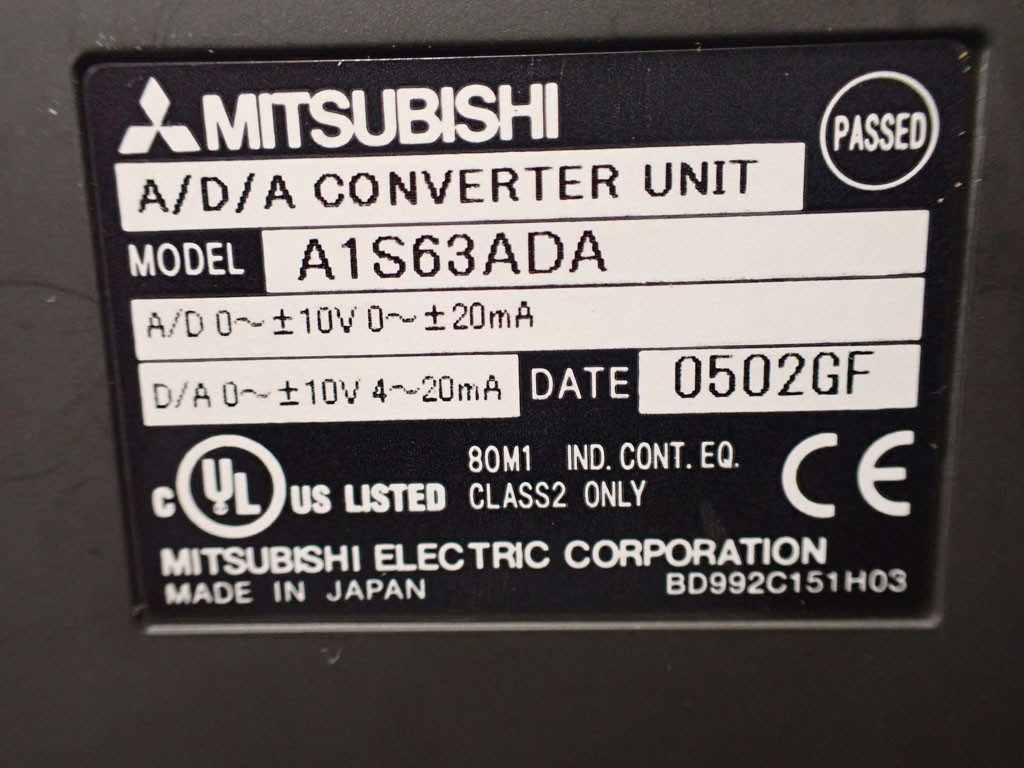 MITSUBISHI
PASSED
A/D/A CONVERTER UNIT
MODEL A1S63ADA
A/D 0～±10V 0～±20mA
D/A 0～±10V 4～20mA DATE 0502GF
C UL US LISTED
80M1 IND. CONT. EQ.
CLASS2 ONLY
CE
MITSUBISHI ELECTRIC CORPORATION
MADE IN JAPAN BD992C151H03